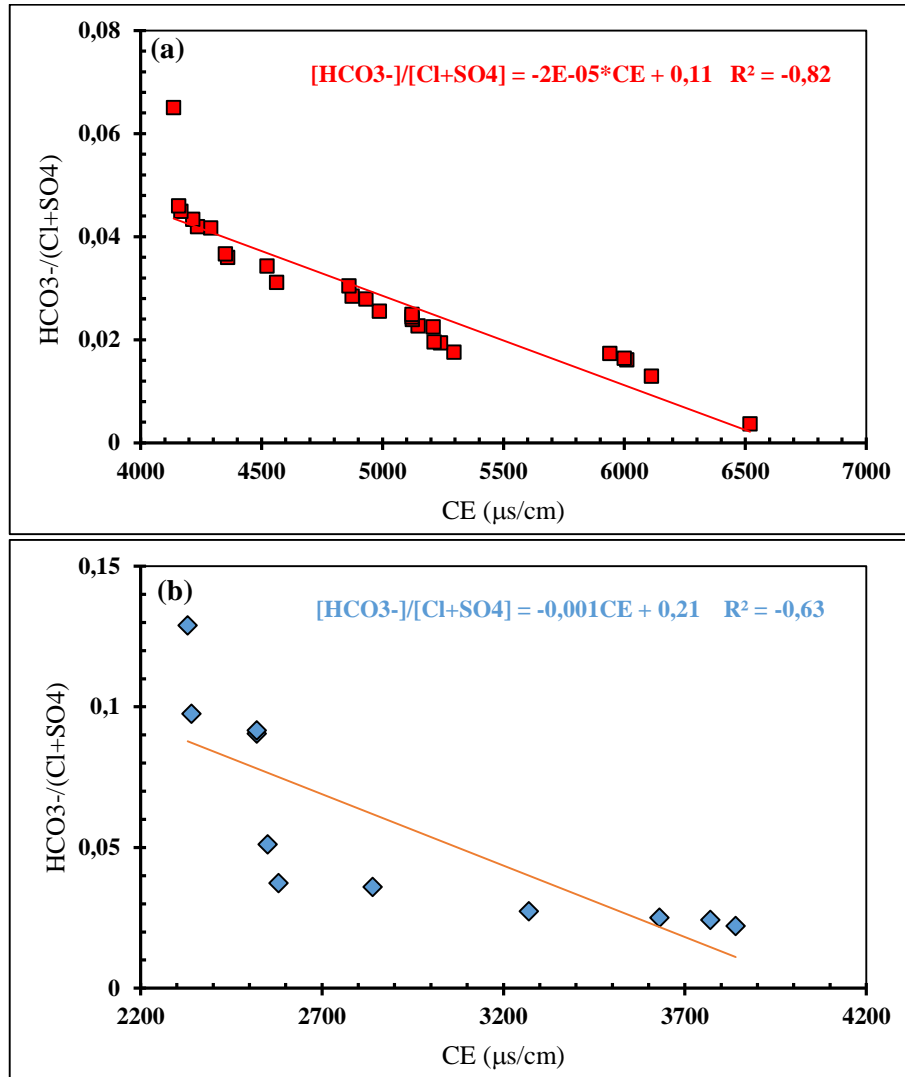 (a)
[HCO3-]/[Cl+SO4] = -2E-05*CE + 0,11 R² = -0,82
HCO3-/(Cl+SO4)
0,08
0,06
0,04
0,02
0
4000 4500 5000 5500 6000 6500 7000
CE (μs/cm)
(b)
[HCO3-]/[Cl+SO4] = -0,001CE + 0,21 R² = -0,63
HCO3-/(Cl+SO4)
0,15
0,1
0,05
0
2200 2700 3200 3700 4200
CE (μs/cm)